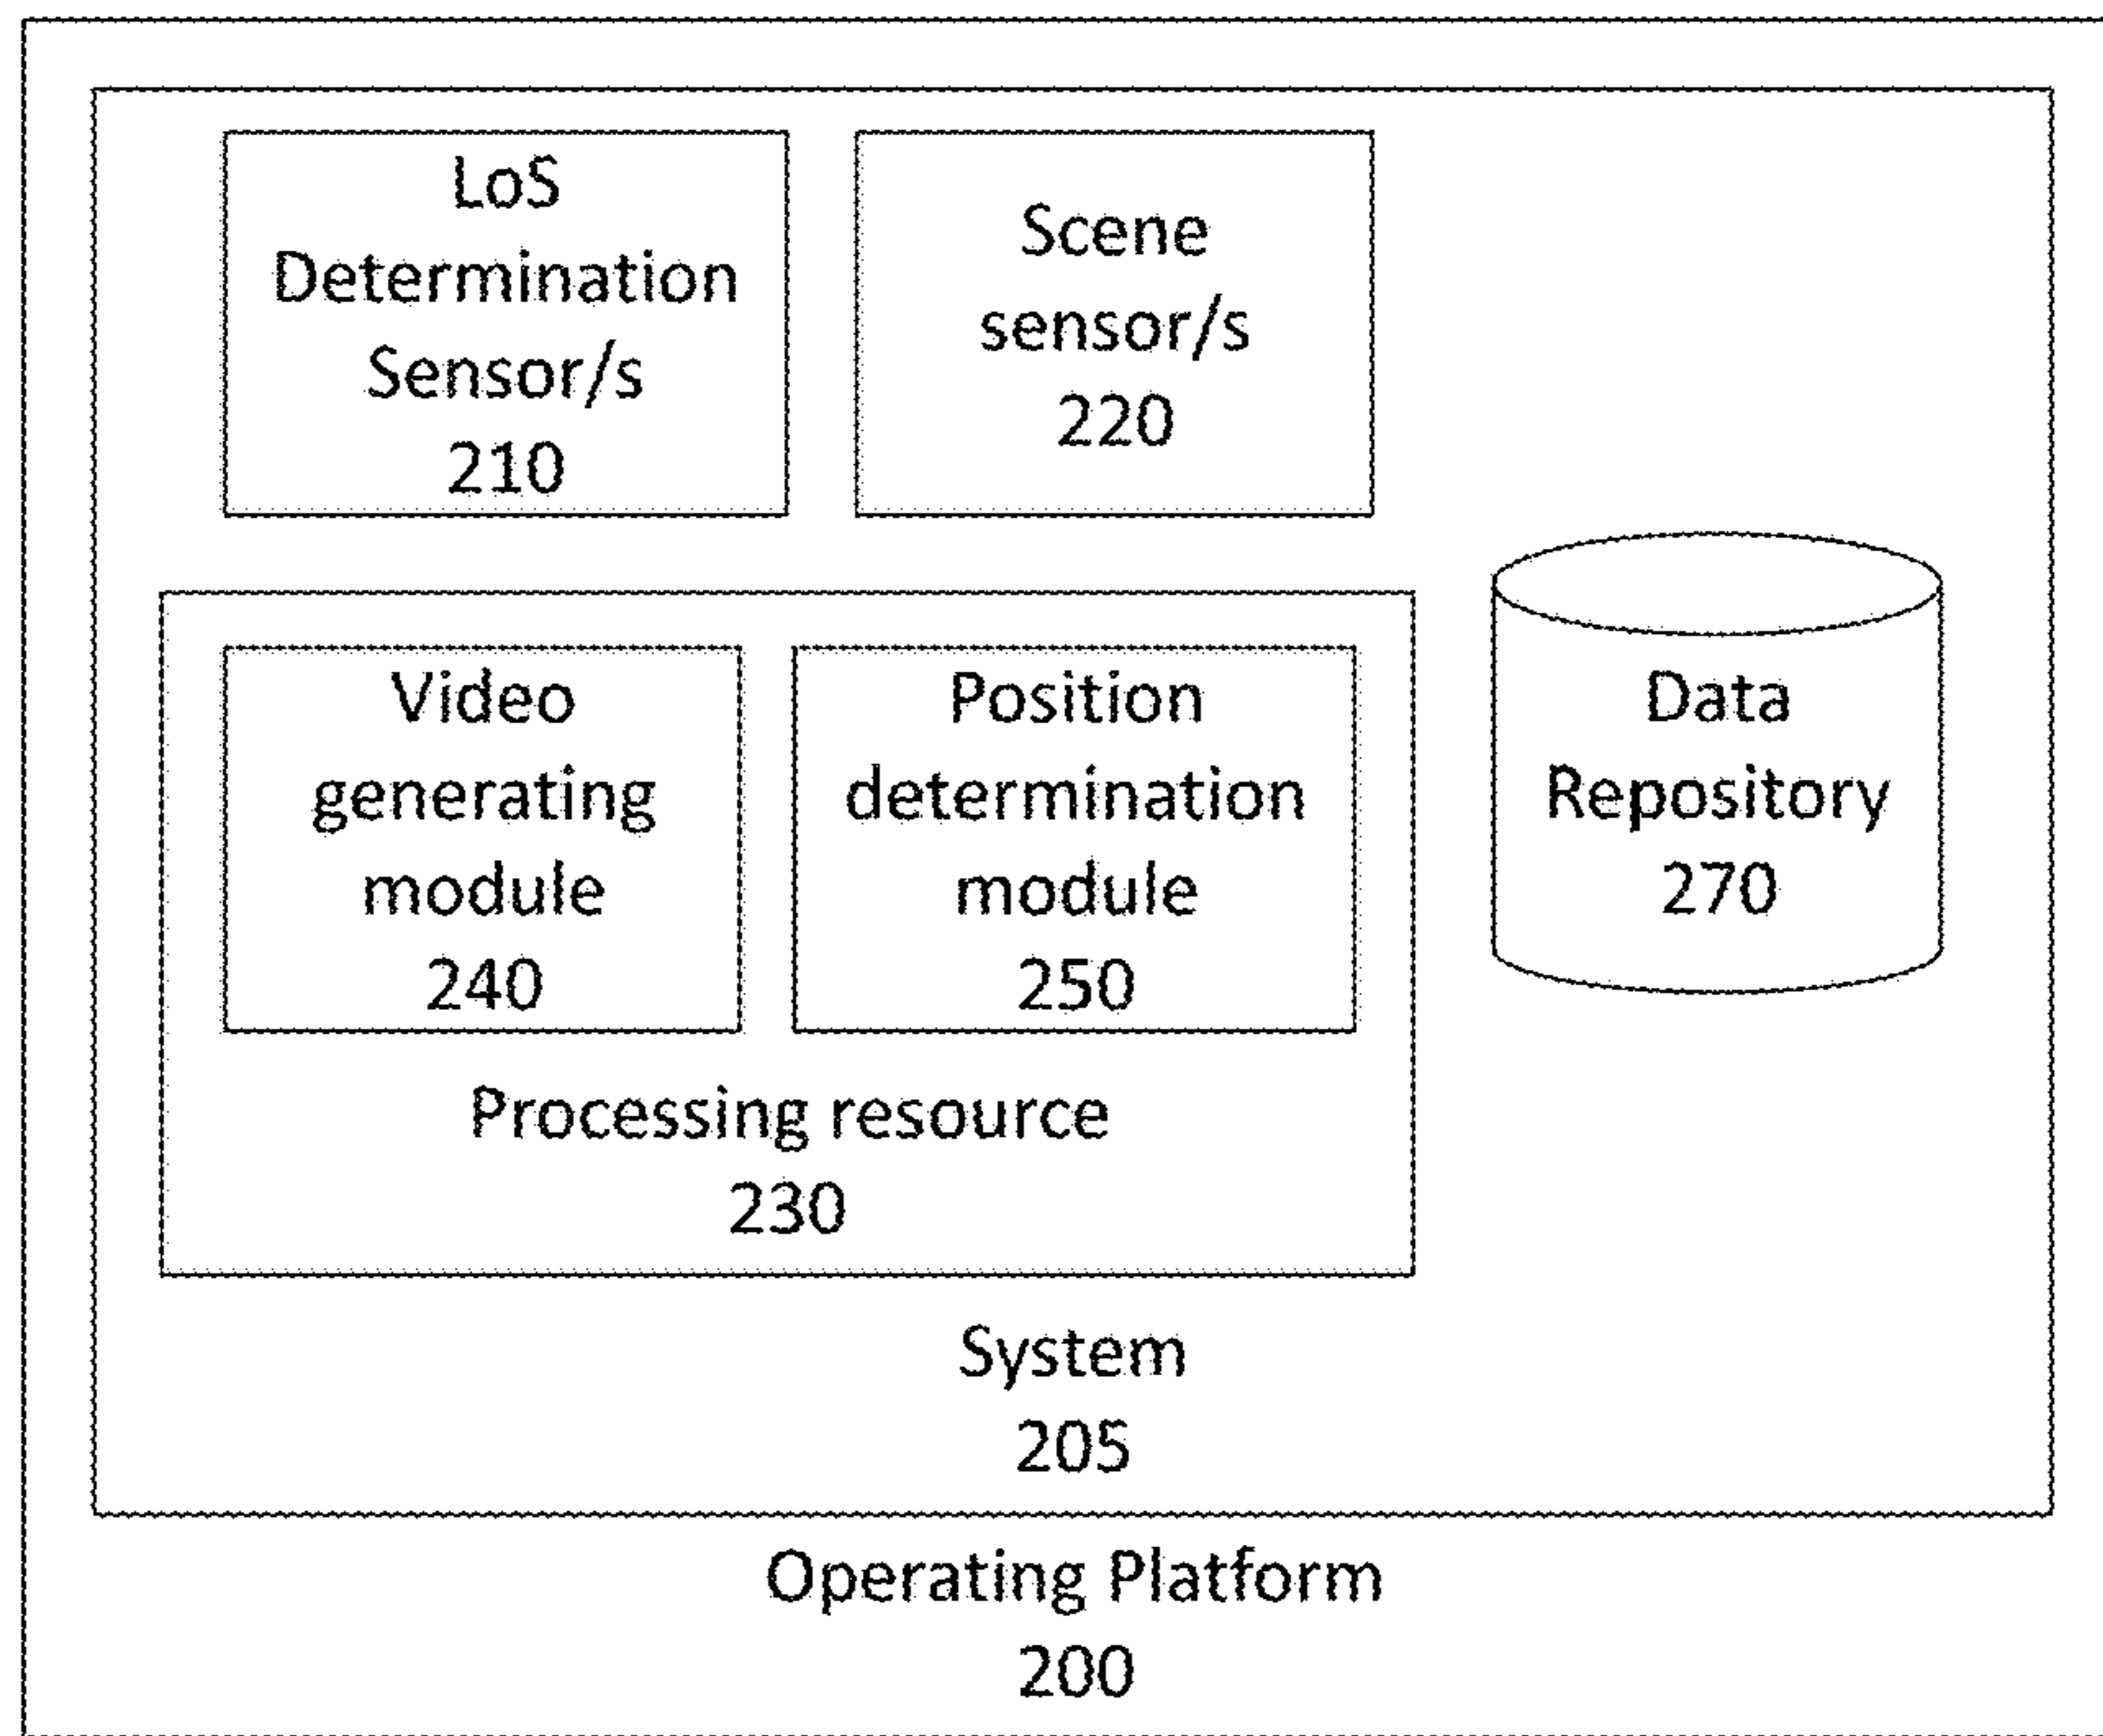 LoS
Determination
Sensor/s
210
Scene
sensor/s
220
Video
generating
module
240
Position
determination
module
250
Data
Repository
270
Processing resource
230
System
205
Operating Platform
200